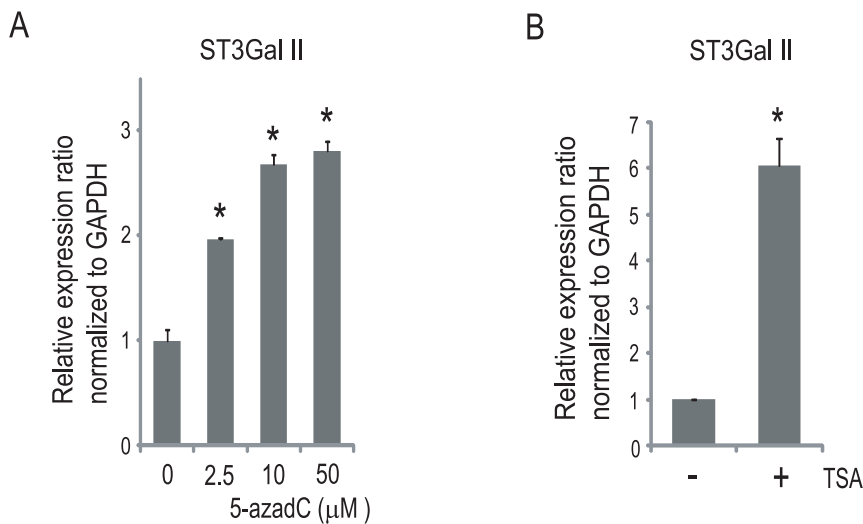 A
ST3Gal II
Relative expression ratio
normalized to GAPDH
3
2
1
0
*
*
*
0 2.5 10 50
5-azadC (μM )
B
ST3Gal II
Relative expression ratio
normalized to GAPDH
7
6
5
4
3
2
1
0
*
- + TSA